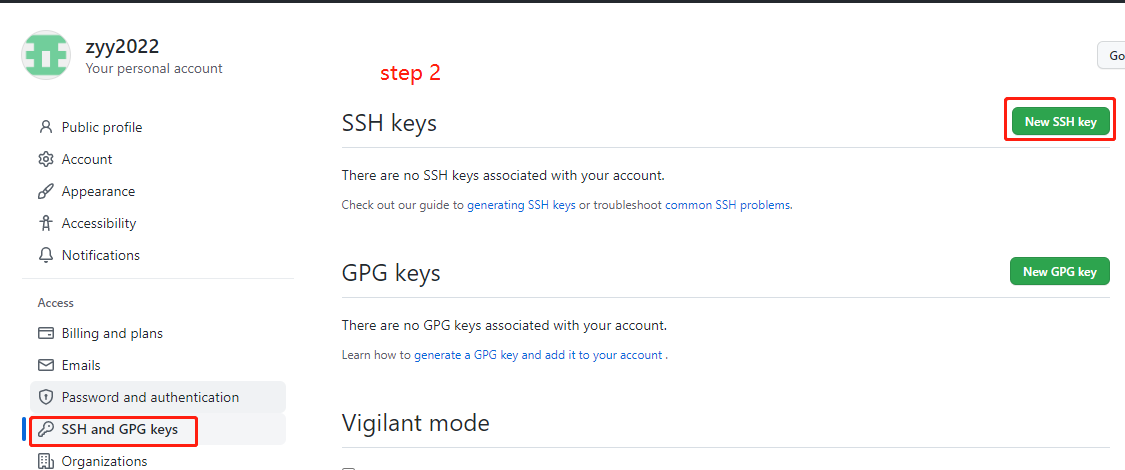 zyy2022
Your personal account
step 2
Go
Public profile
Account
Appearance
Accessibility
Notifications
Access
Billing and plans
Emails
Password and authentication
SSH and GPG keys
Organizations
SSH keys
New SSH key
There are no SSH keys associated with your account.
Check out our guide to generating SSH keys or troubleshoot common SSH problems.
GPG keys
New GPG key
There are no GPG keys associated with your account.
Learn how to generate a GPG key and add it to your account .
Vigilant mode